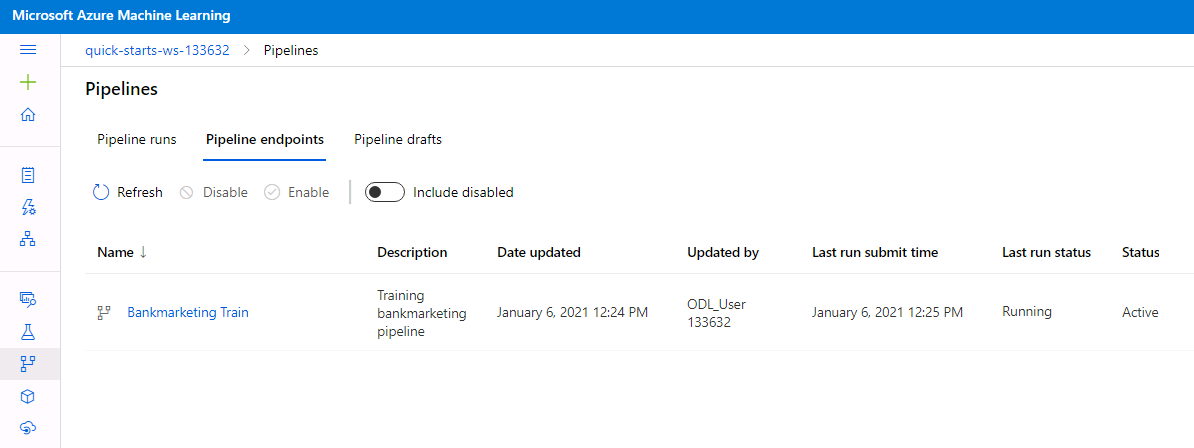 Microsoft Azure Machine Learning
quick-starts-ws-133632 > Pipelines
Pipelines
Pipeline runs Pipeline endpoints Pipeline drafts
Refresh Disable Enable Include disabled
Name ↓ Description Date updated Updated by Last run submit time Last run status Status
Bankmarketing Train Training bankmarketing pipeline January 6, 2021 12:24 PM ODL_User 133632 January 6, 2021 12:25 PM Running Active